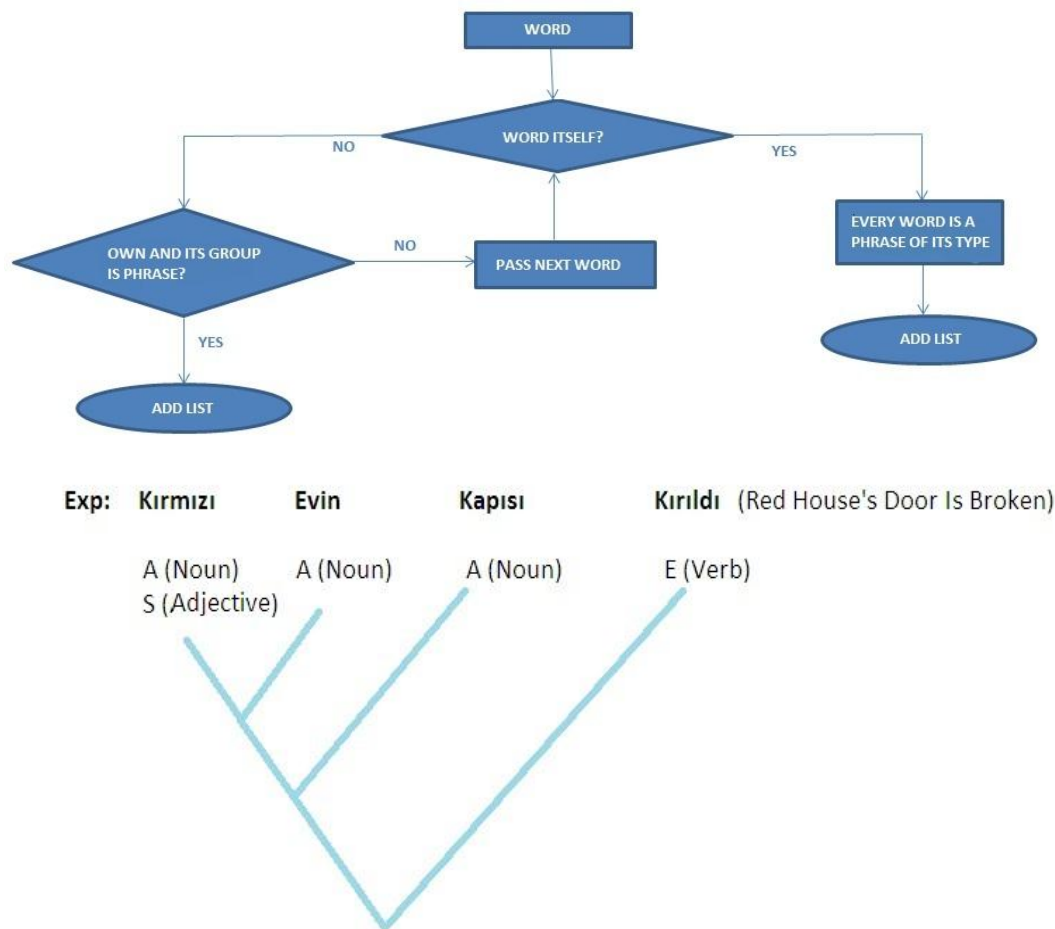 WORD
WORD ITSELF?
NO
YES
OWN AND ITS GROUP
IS PHRASE?
NO
PASS NEXT WORD
EVERY WORD IS A
PHRASE OF ITS TYPE
YES
ADD LIST
ADD LIST
Exp: Kırmızı Evin Kapısı Kırıldı (Red House's Door Is Broken)
A (Noun) A (Noun) A (Noun) E (Verb)
S (Adjective)